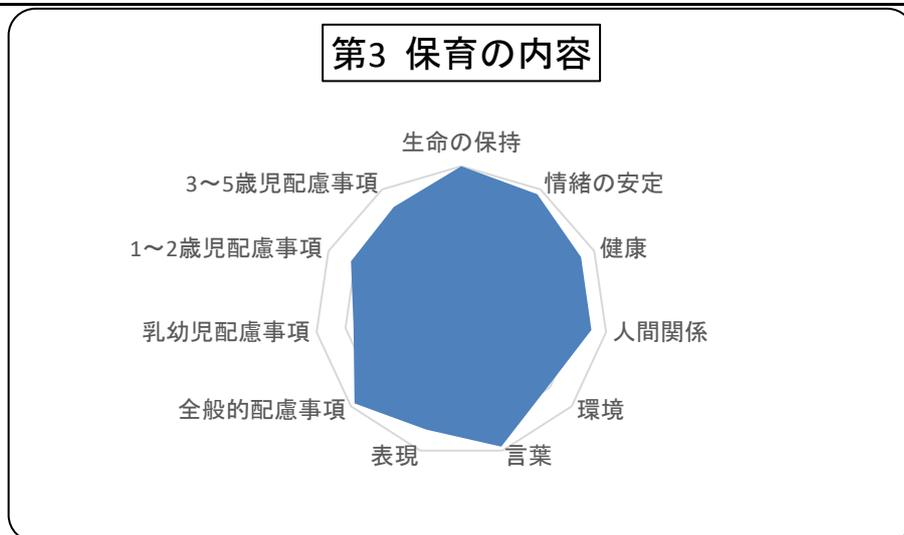 第3 保育の内容
生命の保持
情緒の安定
健康
人間関係
環境
言葉
表現
全般的配慮事項
乳幼児配慮事項
1～2歳児配慮事項
3～5歳児配慮事項